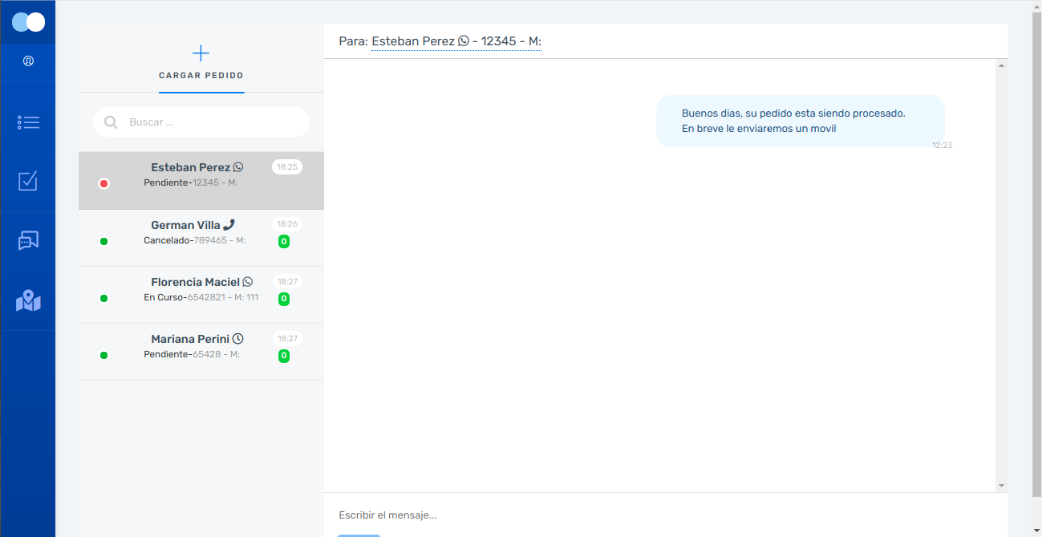 CARGAR PEDIDO
Buscar ...
Esteban Perez 18:25
Pendiente-12345 - M:
German Villa 18:26
Cancelado-789465 - M: 0
Florencia Maciel 18:27
En Curso-6542821 - M: 111 0
Mariana Perini 18:27
Pendiente-65428 - M: 0
Para: Esteban Perez - 12345 - M:
Buenos dias, su pedido esta siendo procesado.
En breve le enviaremos un movil
12:23
Escribir el mensaje...